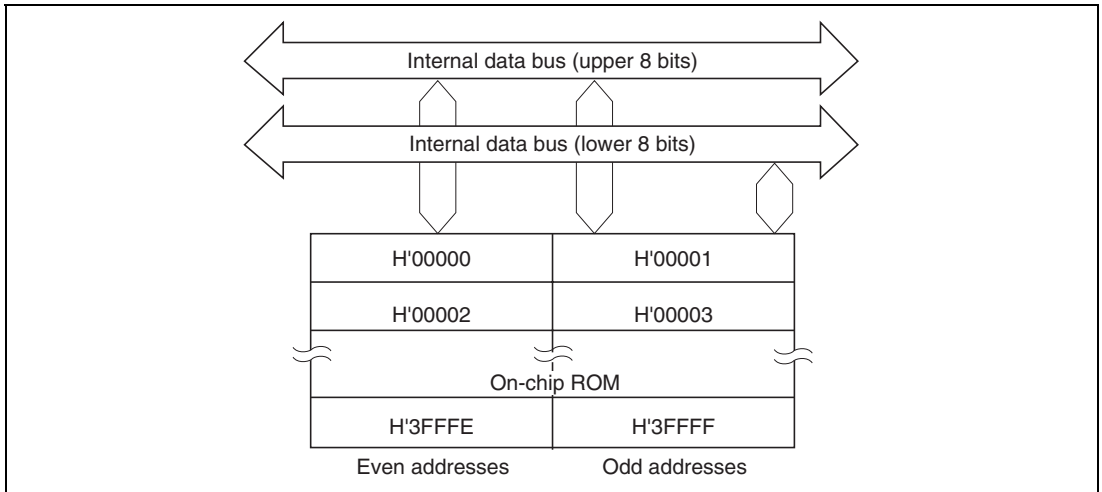 Internal data bus (upper 8 bits)
Internal data bus (lower 8 bits)
H'00000 H'00001
H'00002 H'00003
On-chip ROM
H'3FFFE H'3FFFF
Even addresses Odd addresses